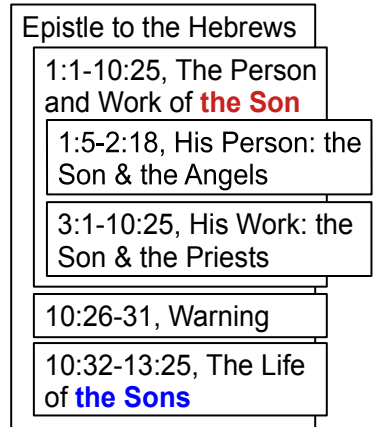 Epistle to the Hebrews
1:1-10:25, The Person
and Work of the Son
1:5-2:18, His Person: the
Son & the Angels
3:1-10:25, His Work: the
Son & the Priests
10:26-31, Warning
10:32-13:25, The Life
of the Sons